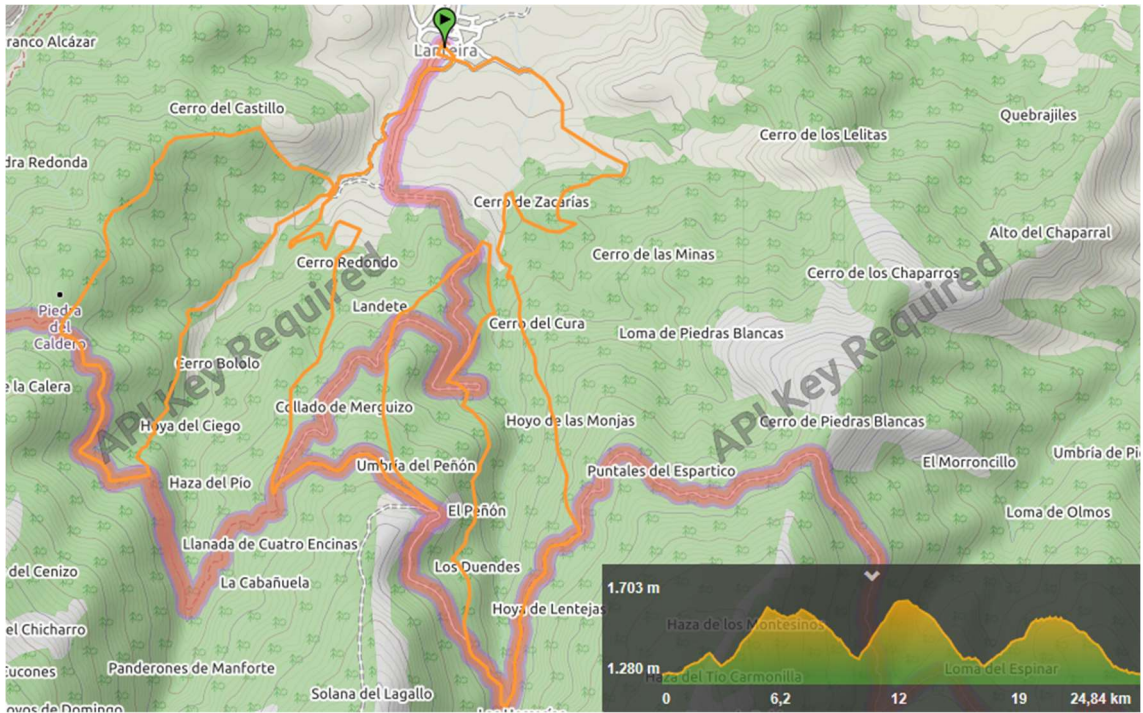 ranco Alcázar
Lanteira
Cerro del Castillo
Quebrajiles
Cerro de los Lelitas
dra Redonda
Cerro de Zacarías
Alto del Chaparral
Cerro de las Minas
Cerro Redondo
Cerro de los Chaparros
API Key Required
API Key Required
Piedra
del
Caldero
Landete
Cerro del Cura
Loma de Piedras Blancas
Cerro Bololo
e la Calera
Collado de Merguizo
Hoya del Ciego
Hoyo de las Monjas
Cerro de Piedras Blancas
Umbría del Peñón
Puntales del Espartico
El Morroncillo
Umbría de Pi
Haza del Pío
El Peñón
Loma de Olmos
Llanada de Cuatro Encinas
del Cenizo
Los Duendes
La Cabañuela
1.703 m
Hoya de Lentejas
Haza de los Montesinos
el Chicharro
Eucones
Panderones de Manforte
1.280 m
Haza del Tío Carmonilla
Loma del Espinar
Solana del Lagallo
0 6,2 12 19 24,84 km
oyos de Domingo